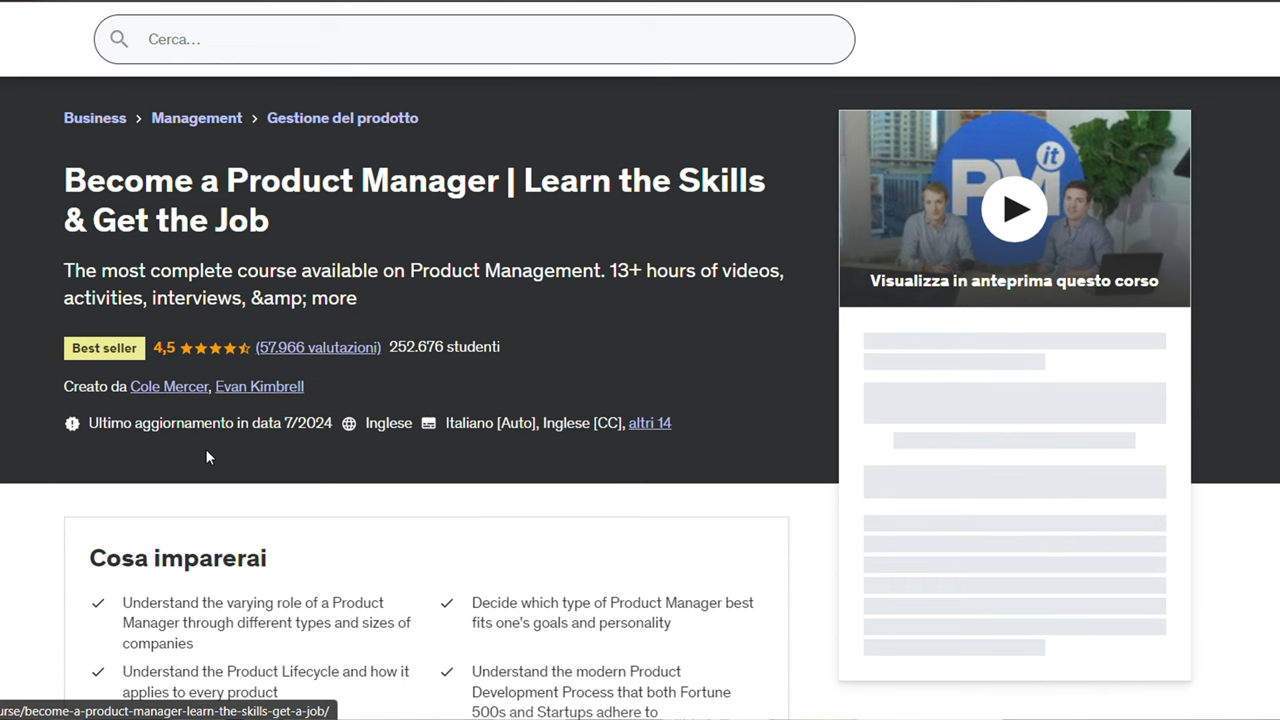 Cerca...
Business > Management > Gestione del prodotto
Become a Product Manager | Learn the Skills
& Get the Job
The most complete course available on Product Management. 13+ hours of videos,
activities, interviews, &amp; more
Best seller 4,5 (57.966 valutazioni) 252.676 studenti
Creato da Cole Mercer, Evan Kimbrell
Ultimo aggiornamento in data 7/2024 Inglese Italiano [Auto], Inglese [CC], altri 14
PM it
Visualizza in anteprima questo corso
Cosa imparerai
Understand the varying role of a Product
Manager through different types and sizes of
companies
Decide which type of Product Manager best
fits one's goals and personality
Understand the Product Lifecycle and how it
applies to every product
Understand the modern Product
Development Process that both Fortune
500s and Startups adhere to
urse/become-a-product-manager-learn-the-skills-get-a-job/